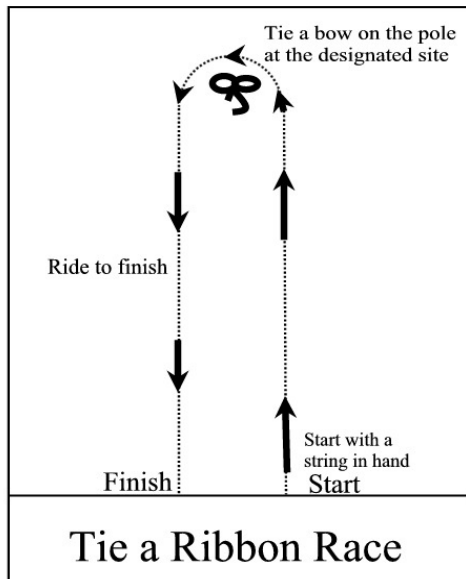 Tie a bow on the pole
at the designated site
Ride to finish
Start with a
string in hand
Finish
Start
Tie a Ribbon Race